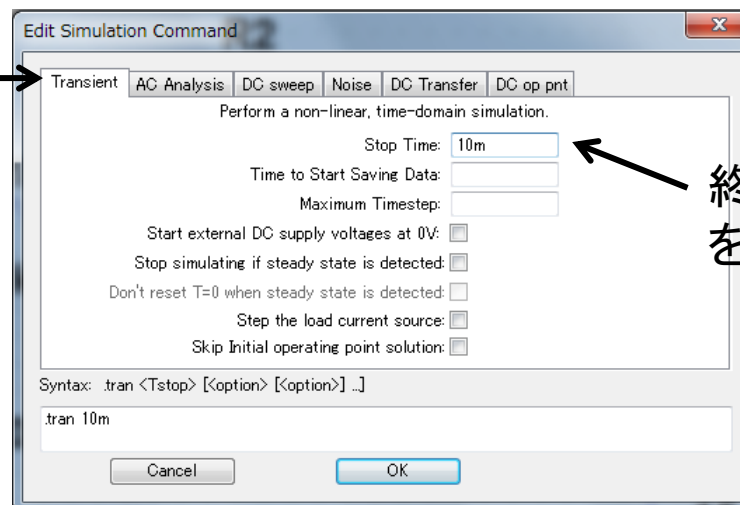 Edit Simulation Command
Transient AC Analysis DC sweep Noise DC Transfer DC op pnt
Perform a non-linear, time-domain simulation.
Stop Time: 10m
Time to Start Saving Data:
Maximum Timestep:
Start external DC supply voltages at 0V:
Stop simulating if steady state is detected:
Don't reset T=0 when steady state is detected:
Step the load current source:
Skip Initial operating point solution:
終
を
Syntax: .tran <Tstop> [<option> [<option>] ...]
.tran 10m
Cancel OK